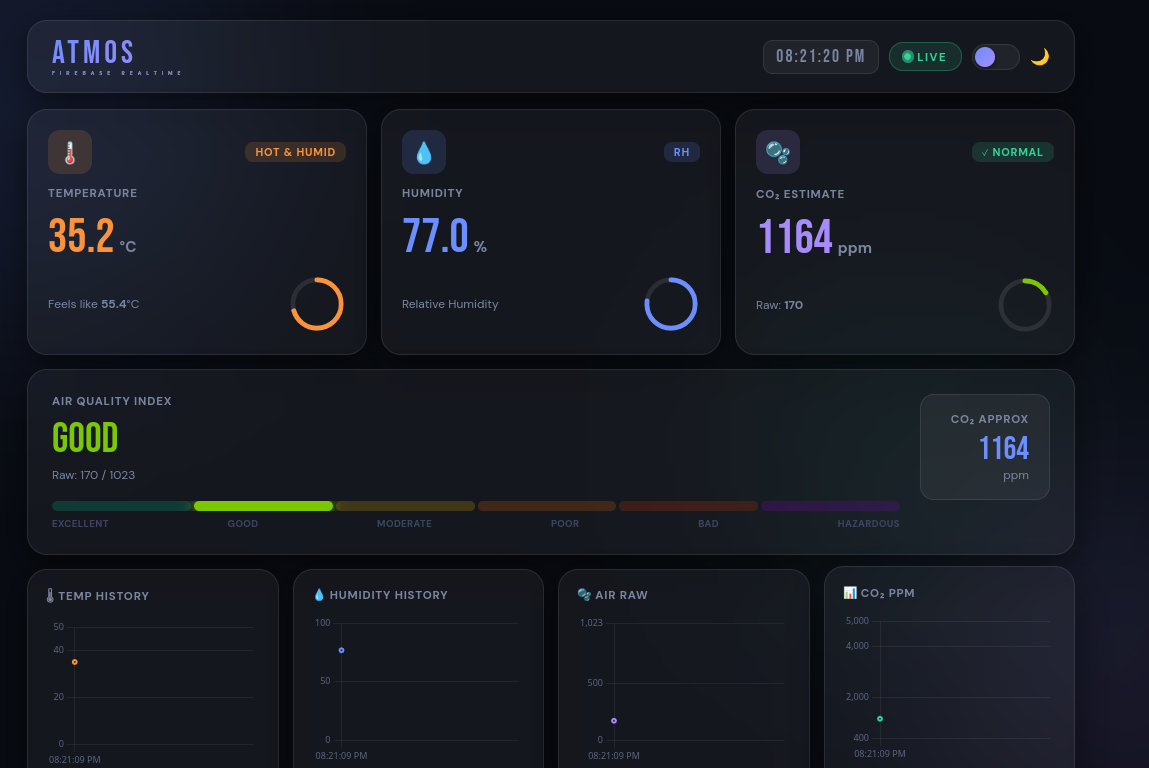 ATMOS
FIREBASE REALTIME
08:21:20 PM
LIVE
HOT & HUMID
TEMPERATURE
35.2 °C
Feels like 55.4°C
RH
HUMIDITY
77.0 %
Relative Humidity
✓ NORMAL
CO₂ ESTIMATE
1164 ppm
Raw: 170
AIR QUALITY INDEX
GOOD
Raw: 170 / 1023
EXCELLENT
GOOD
MODERATE
POOR
BAD
HAZARDOUS
CO₂ APPROX
1164
ppm
TEMP HISTORY
50
40
20
0
08:21:09 PM
HUMIDITY HISTORY
100
50
0
08:21:09 PM
AIR RAW
1,023
500
0
08:21:09 PM
CO₂ PPM
5,000
4,000
2,000
400
08:21:09 PM